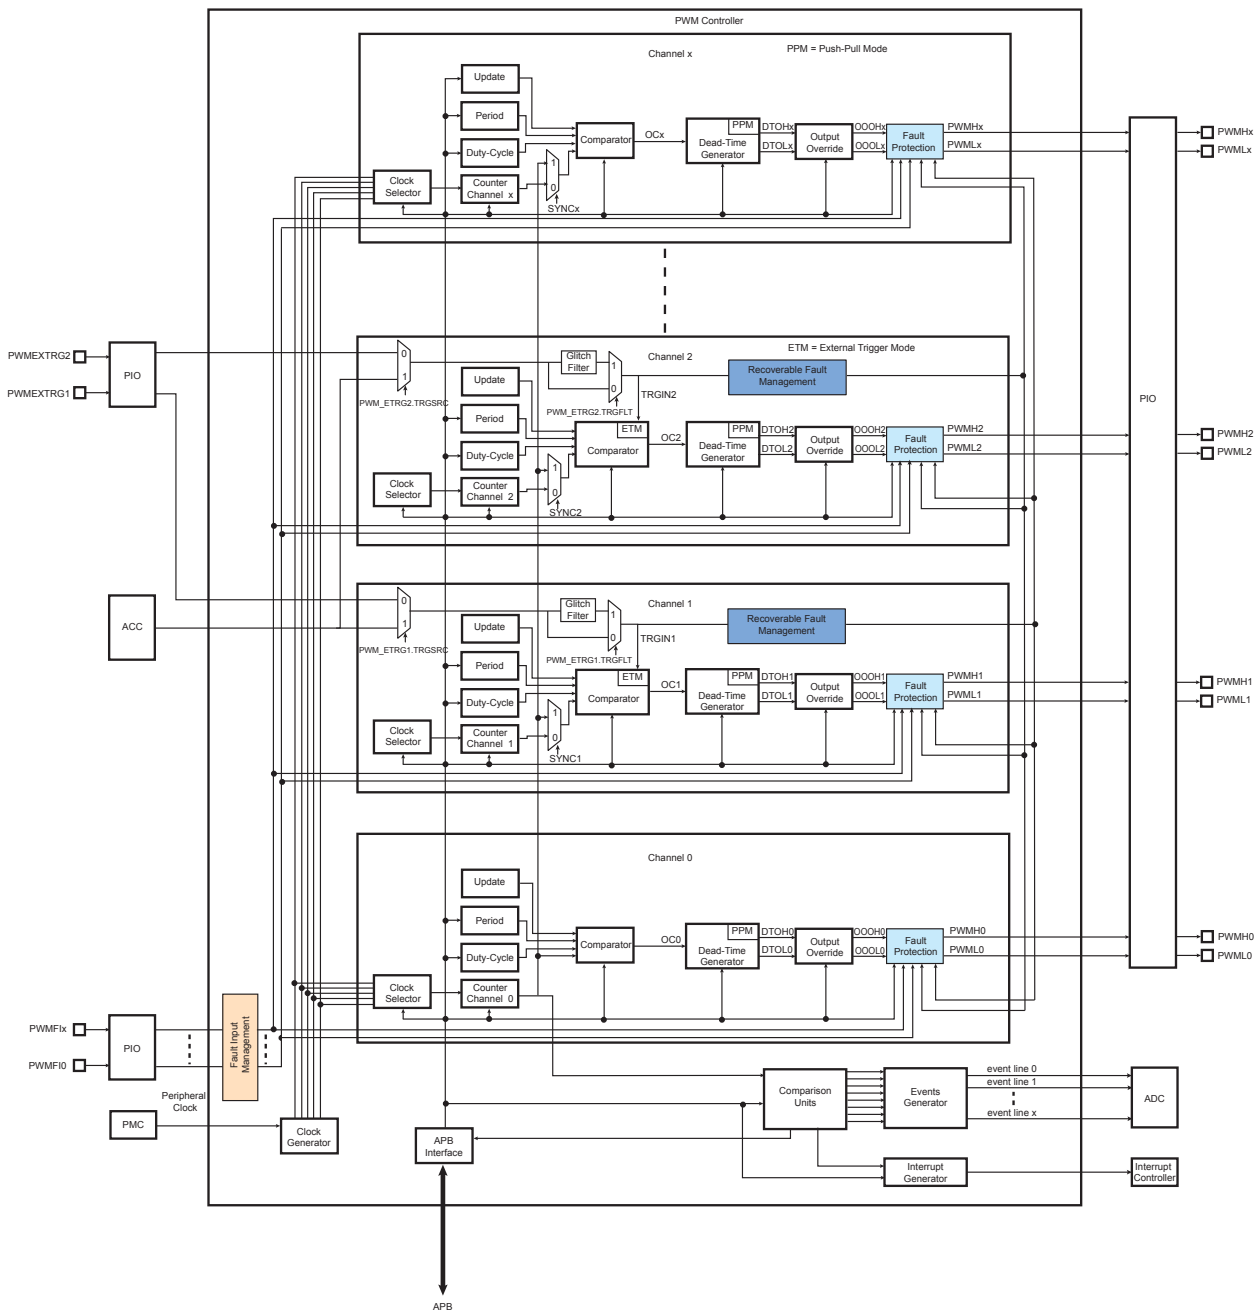 PWM Controller
Channel x
PPM = Push-Pull Mode
Update
Period
Duty-Cycle
Clock
Selector
Counter
Channel x
1
0
SYNCx
Comparator
OCx
PPM
Dead-Time
Generator
DTOHx
DTOLx
Output
Override
OOOHx
OOOLx
Fault
Protection
PWMHx
PWMLx
PWMHx
PWMLx
PWMEXTRG2
PWMEXTRG1
PIO
0
1
PWM_ETRG2.TRGSRC
Glitch
Filter
1
0
PWM_ETRG2.TRGFLT
Channel 2
TRGIN2
ETM = External Trigger Mode
Recoverable Fault
Management
PIO
Update
Period
Duty-Cycle
Clock
Selector
Counter
Channel 2
1
0
SYNC2
ETM
Comparator
OC2
PPM
Dead-Time
Generator
DTOH2
DTOL2
Output
Override
OOOH2
OOOL2
Fault
Protection
PWMH2
PWML2
PWMH2
PWML2
ACC
0
1
PWM_ETRG1.TRGSRC
Glitch
Filter
1
0
PWM_ETRG1.TRGFLT
Channel 1
TRGIN1
Recoverable Fault
Management
Update
Period
Duty-Cycle
Clock
Selector
Counter
Channel 1
1
0
SYNC1
ETM
Comparator
OC1
PPM
Dead-Time
Generator
DTOH1
DTOL1
Output
Override
OOOH1
OOOL1
Fault
Protection
PWMH1
PWML1
PWMH1
PWML1
Channel 0
Update
Period
Duty-Cycle
Clock
Selector
Counter
Channel 0
Comparator
OC0
PPM
Dead-Time
Generator
DTOH0
DTOL0
Output
Override
OOOH0
OOOL0
Fault
Protection
PWMH0
PWML0
PWMH0
PWML0
PWMFIx
PWMFI0
PIO
Fault Input
Management
Peripheral
Clock
PMC
Clock
Generator
APB
Interface
Comparison
Units
Events
Generator
event line 0
event line 1
event line x
ADC
Interrupt
Generator
Interrupt
Controller
APB